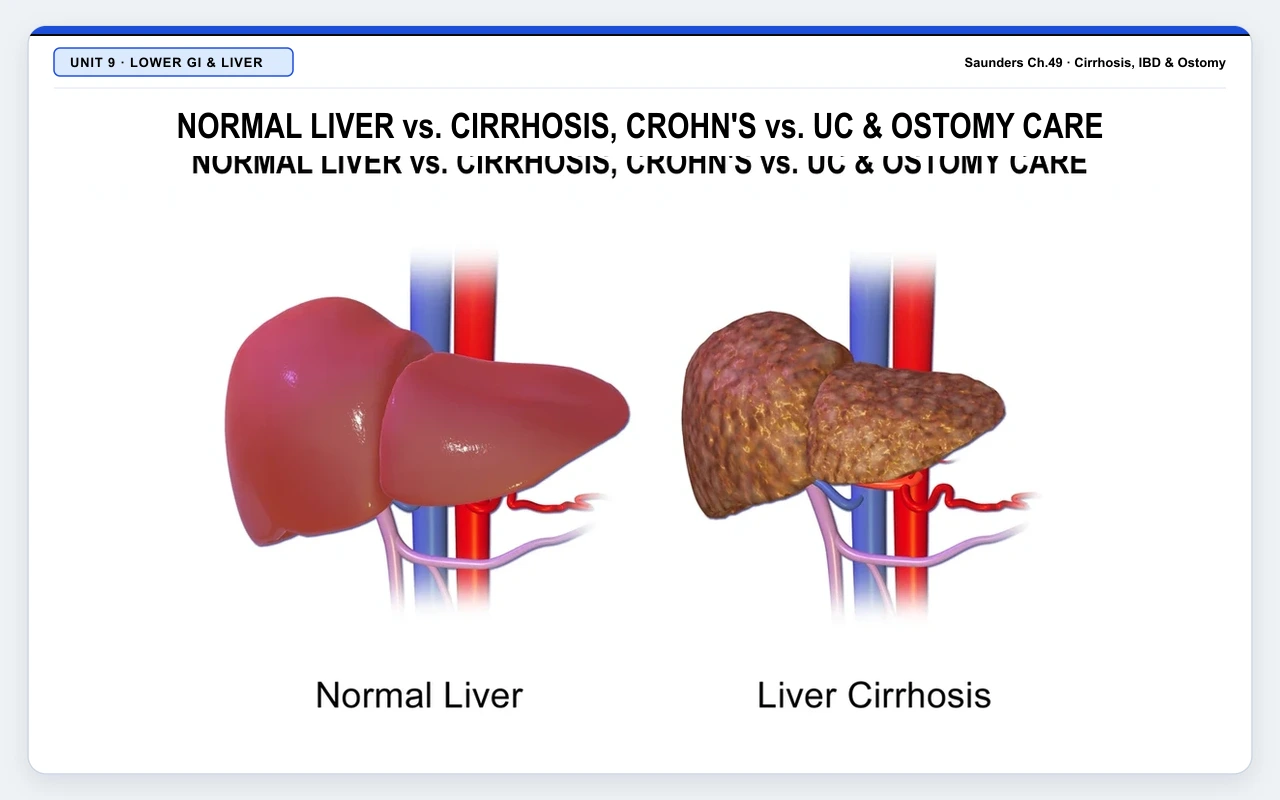 UNIT 9 · LOWER GI & LIVER
Saunders Ch.49 · Cirrhosis, IBD & Ostomy
NORMAL LIVER vs. CIRRHOSIS, CROHN'S vs. UC & OSTOMY CARE
NORMAL LIVER vs. CIRRHOSIS, CROHN'S vs. UC & OSTOMY CARE
Normal Liver
Liver Cirrhosis